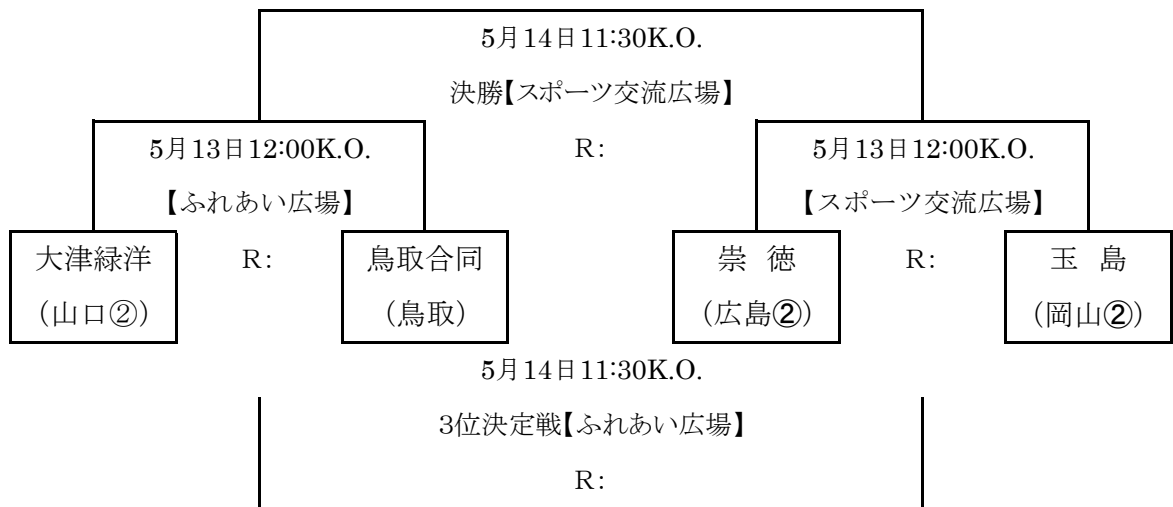 5月14日11:30K.O.
決勝【スポーツ交流広場】
5月13日12:00K.O.
R:
5月13日12:00K.O.
【ふれあい広場】
【スポーツ交流広場】
大津緑洋
R:
鳥取合同
崇 徳
R:
玉 島
(山口②)
(鳥取)
(広島②)
(岡山②)
5月14日11:30K.O.
3位決定戦【ふれあい広場】
R: